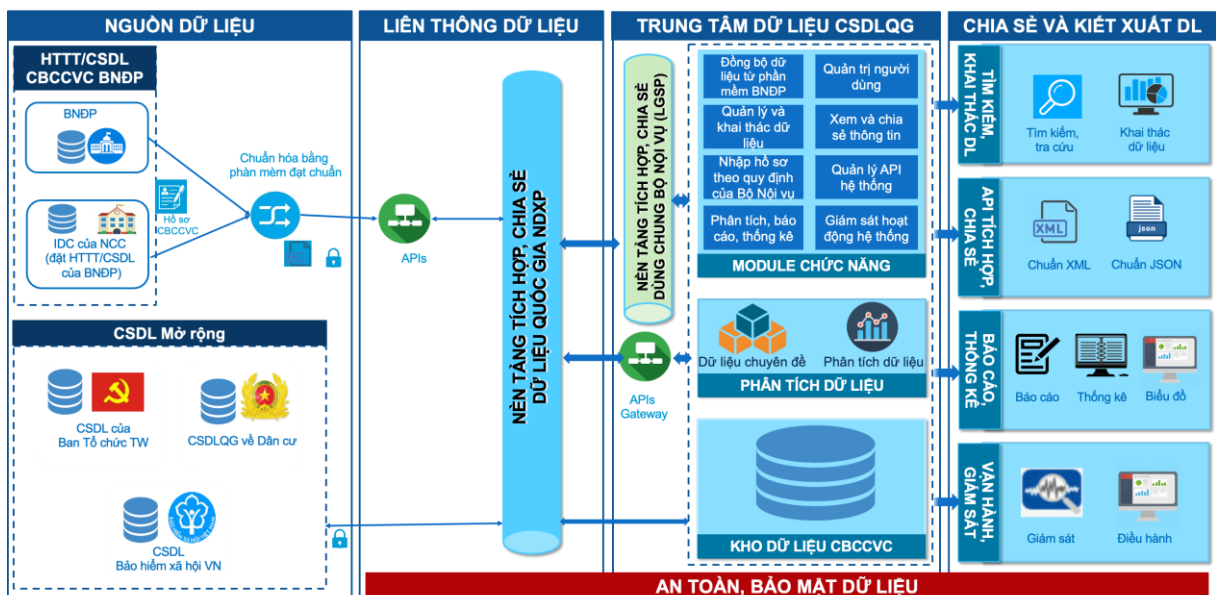 NGUỒN DỮ LIỆU
HTTT/CSDL
CBCCVC BNĐP
BNĐP
IDC của NCC
(đặt HTTT/CSDL
của BNĐP)
Hồ sơ
CBCCVC
Chuẩn hóa bằng
phàn mèm đạt chuẩn
CSDL Mở rộng
CSDL của
Ban Tổ chức TW
CSDLQG về Dân cư
CSDL
Bảo hiểm xã hội VN
LIÊN THÔNG DỮ LIỆU
APIs
NỀN TẢNG TÍCH HỢP, CHIA SẺ
DỮ LIỆU QUỐC GIA NDXP
TRUNG TÂM DỮ LIỆU CSDLQG
NỀN TẢNG TÍCH HỢP, CHIA SẺ
DÙNG CHUNG BỘ NỘI VỤ (LGSP)
APIs
Gateway
Đồng bộ dữ
liệu từ phần
mềm BNĐP
Quản trị người
dùng
Quản lý và
khai thác dữ
liệu
Xem và chia
sẻ thông tin
Nhập hồ sơ
theo quy định
của Bộ Nội vụ
Quản lý API
hệ thống
Phân tích, báo
cáo, thống kê
Giám sát hoạt
động hệ thống
MODULE CHỨC NĂNG
Dữ liệu chuyên đề
Phân tích dữ liệu
PHÂN TÍCH DỮ LIỆU
KHO DỮ LIỆU CBCCVC
CHIA SẺ VÀ KIẾT XUẤT DL
TÌM KIẾM,
KHAI THÁC DL
Tìm kiếm,
tra cứu
Khai thác
dữ liệu
API TÍCH HỢP,
CHIA SẺ
XML
json
Chuẩn XML
Chuẩn JSON
BÁO CÁO,
THỐNG KÊ
Báo cáo
Thống kê
Biểu đồ
VẬN HÀNH,
GIÁM SÁT
Giám sát
Điều hành
AN TOÀN, BẢO MẬT DỮ LIỆU